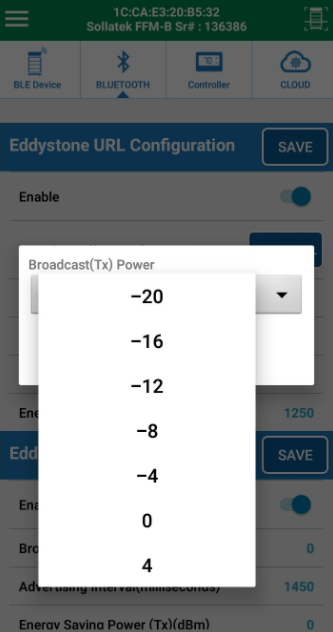 1C:CA:E3:20:B5:32
Sollatek FFM-B Sr# : 136386
BLE Device
BLUETOOTH
Controller
CLOUD
Eddystone URL Configuration
SAVE
Enable
Broadcast(Tx) Power
−20
−16
−12
−8
−4
0
4
1250
SAVE
0
Advertising Interval(milliseconds)
1450
Energy Saving Power (Tx)(dBm)
0